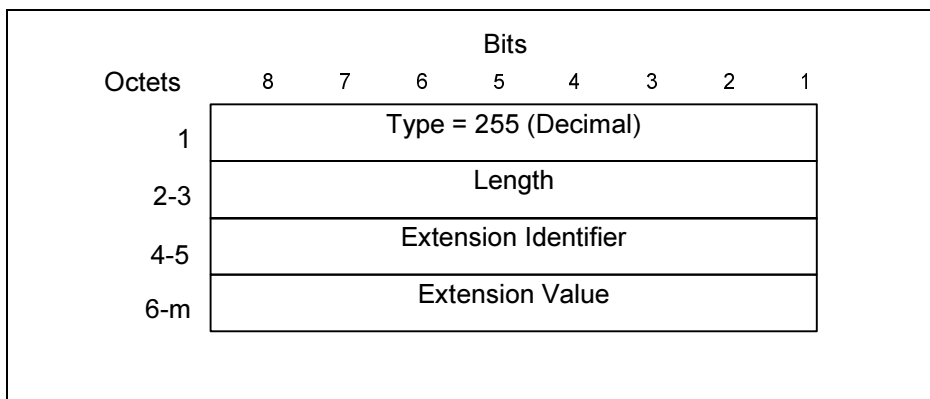 Bits
Octets 8 7 6 5 4 3 2 1
1 Type = 255 (Decimal)
2-3 Length
4-5 Extension Identifier
6-m Extension Value